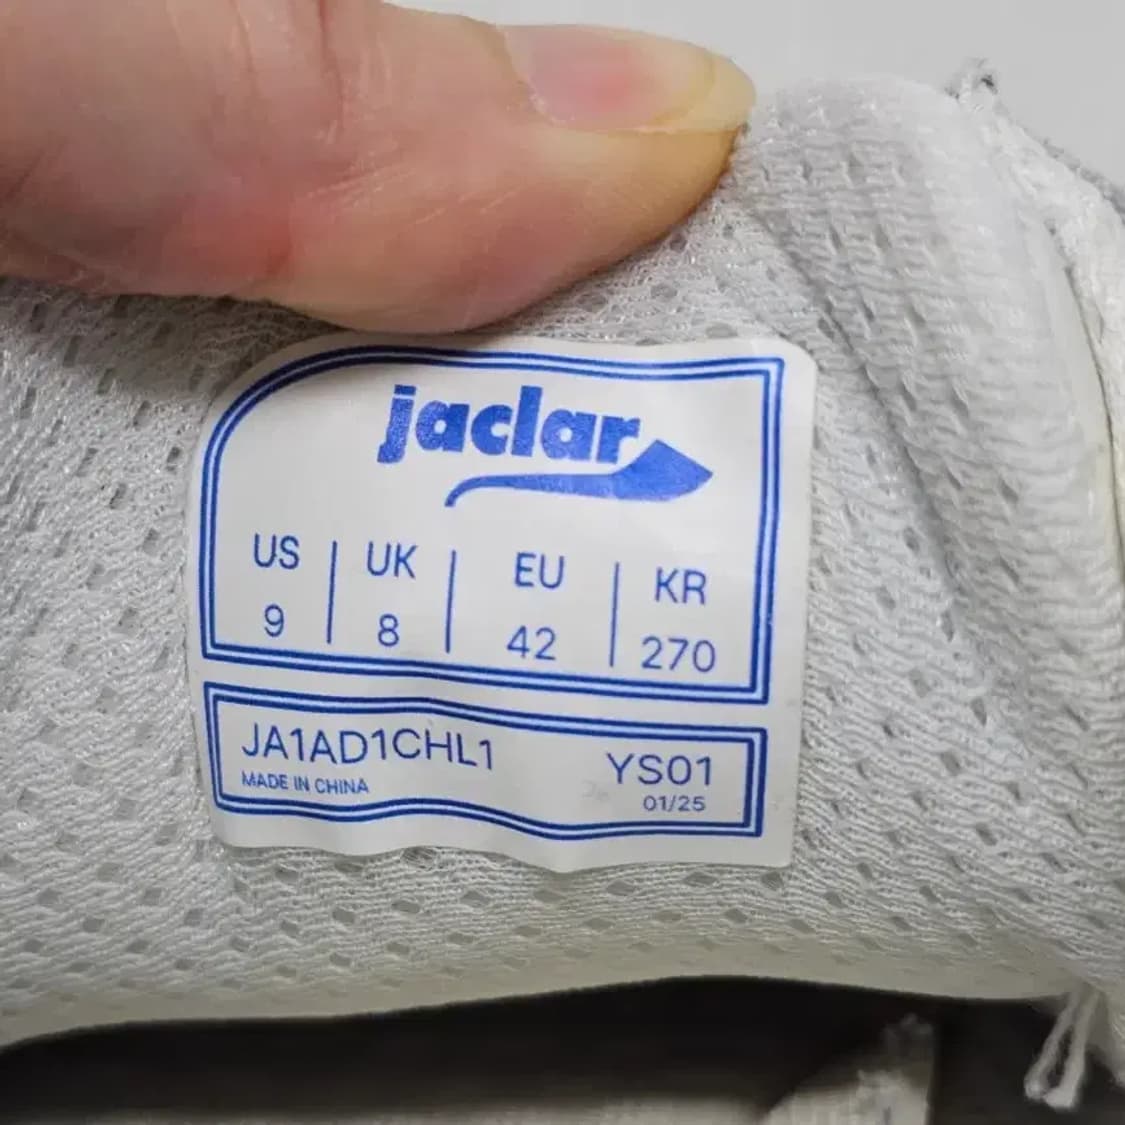 jaclar
US | UK | EU | KR
9 | 8 | 42 | 270
JA1AD1CHL1 YS01
MADE IN CHINA 01/25